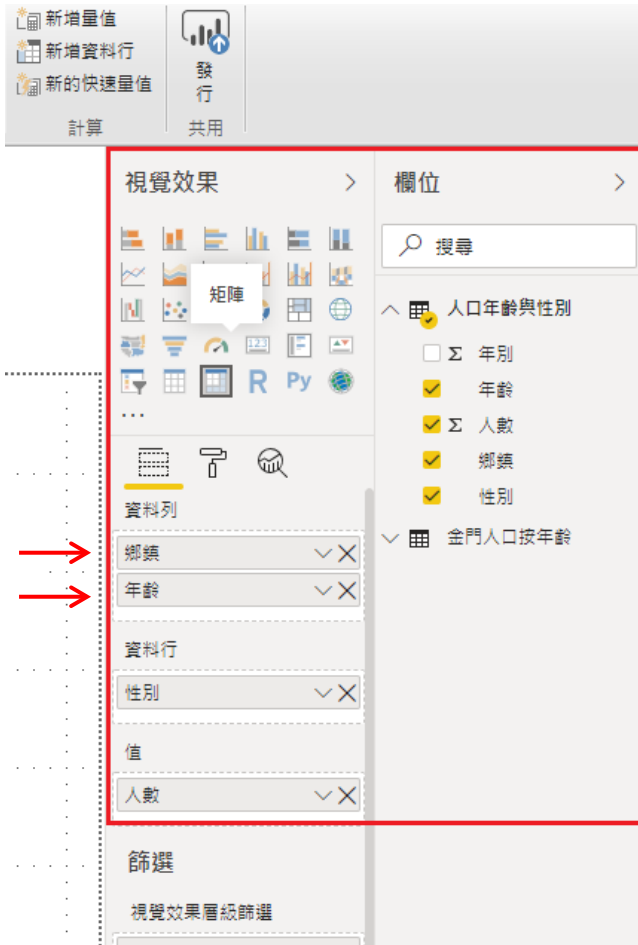 新增量值
新增資料行
新的快速量值
計算
發
行
共用
視覺效果
欄位
搜尋
矩陣
123
R
Py
人口年齡與性別
Σ 年別
年齡
Σ 人數
鄉鎮
性別
金門人口按年齡
資料列
鄉鎮
年齡
資料行
性別
值
人數
篩選
視覺效果層級篩選